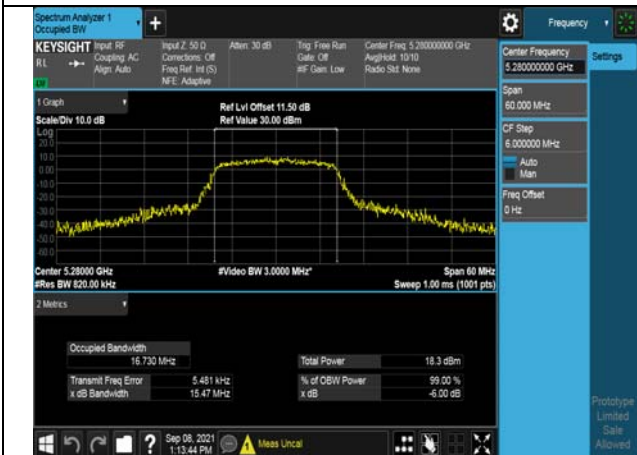 Spectrum Analyzer 1
Occupied BW
+
Frequency
KEYSIGHT
RL
Input: RF
Coupling: AC
Align: Auto
Input Z: 50 Ω
Corrections: Off
Freq Ref: Int (S)
NFE: Adaptive
Atten: 30 dB
Trig: Free Run
Gate: Off
#IF Gain: Low
Center Freq: 5.280000000 GHz
Avg|Hold: 10/10
Radio Std: None
Center Frequency
5.280000000 GHz
Settings
Span
60.000 MHz
CF Step
6.000000 MHz
Auto
Man
Freq Offset
0 Hz
1 Graph
Scale/Div 10.0 dB
Ref Lvl Offset 11.50 dB
Ref Value 30.00 dBm
Log
20.0
10.0
0.00
-10.0
-20.0
-30.0
-40.0
-50.0
-60.0
Center 5.28000 GHz
#Res BW 820.00 kHz
#Video BW 3.0000 MHz*
Span 60 MHz
Sweep 1.00 ms (1001 pts)
2 Metrics
Occupied Bandwidth
16.730 MHz
Total Power 18.3 dBm
Transmit Freq Error 5.481 kHz
% of OBW Power 99.00 %
x dB Bandwidth 15.47 MHz
x dB -6.00 dB
Prototype
Limited
Sale
Allowed
?
Sep 08, 2021
1:13:44 PM
Meas Uncal